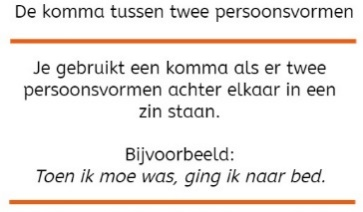 De komma tussen twee persoonsvormen
Je gebruikt een komma als er twee
persoonsvormen achter elkaar in een
zin staan.
Bijvoorbeeld:
Toen ik moe was, ging ik naar bed.